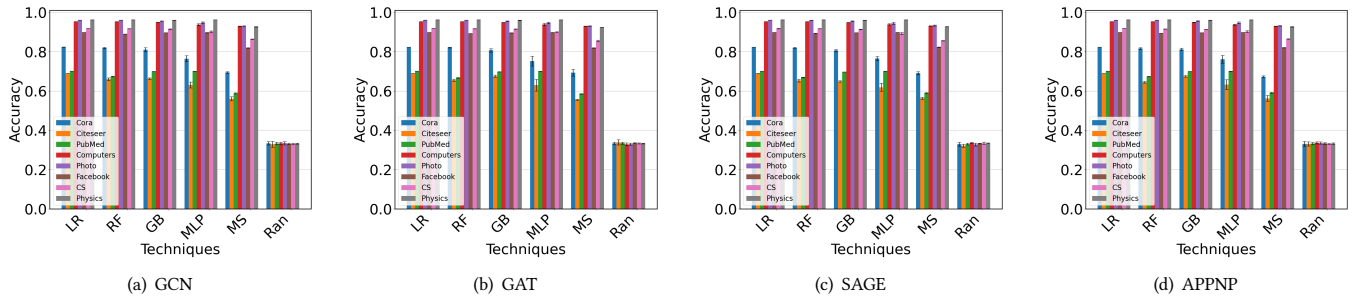 1.0
0.8
0.6
0.4
0.2
0.0
Accuracy
Cora
Citeseer
PubMed
Computers
Photo
Facebook
CS
Physics
LR RF GB MLP MS Ran
Techniques
(a) GCN
1.0
0.8
0.6
0.4
0.2
0.0
Accuracy
Cora
Citeseer
PubMed
Computers
Photo
Facebook
CS
Physics
LR RF GB MLP MS Ran
Techniques
(b) GAT
1.0
0.8
0.6
0.4
0.2
0.0
Accuracy
Cora
Citeseer
PubMed
Computers
Photo
Facebook
CS
Physics
LR RF GB MLP MS Ran
Techniques
(c) SAGE
1.0
0.8
0.6
0.4
0.2
0.0
Accuracy
Cora
Citeseer
PubMed
Computers
Photo
Facebook
CS
Physics
LR RF GB MLP MS Ran
Techniques
(d) APPNP